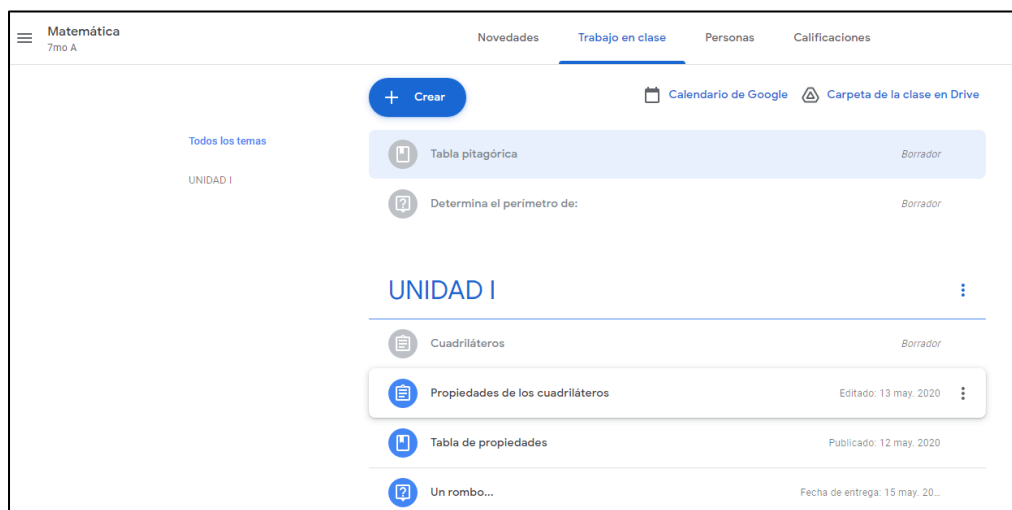 Matemática
7mo A
Novedades Trabajo en clase Personas Calificaciones
+ Crear
Calendario de Google Carpeta de la clase en Drive
Todos los temas
UNIDAD I
Tabla pitagórica Borrador
Determina el perímetro de: Borrador
UNIDAD I
Cuadriláteros Borrador
Propiedades de los cuadriláteros Editado: 13 may. 2020
Tabla de propiedades Publicado: 12 may. 2020
Un rombo... Fecha de entrega: 15 may. 20...